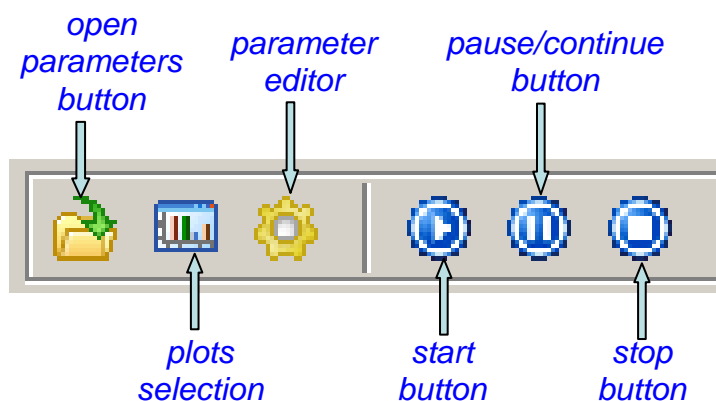 open
parameters
button
parameter
editor
pause/continue
button
plots
selection
start
button
stop
button